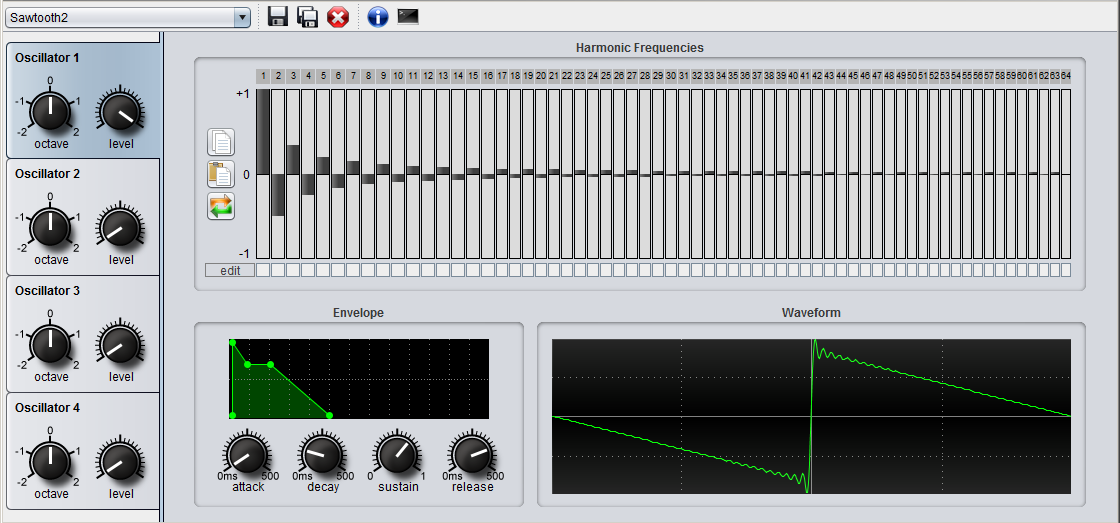 Sawtooth2
Oscillator 1
0
-1 1
-2 2
octave level
Oscillator 2
0
-1 1
-2 2
octave level
Oscillator 3
0
-1 1
-2 2
octave level
Oscillator 4
0
-1 1
-2 2
octave level
Harmonic Frequencies
1 2 3 4 5 6 7 8 9 10 11 12 13 14 15 16 17 18 19 20 21 22 23 24 25 26 27 28 29 30 31 32 33 34 35 36 37 38 39 40 41 42 43 44 45 46 47 48 49 50 51 52 53 54 55 56 57 58 59 60 61 62 63 64
+1
0
-1
edit
Envelope
0ms 500 0ms 500 0 1 0ms 500
attack decay sustain release
Waveform